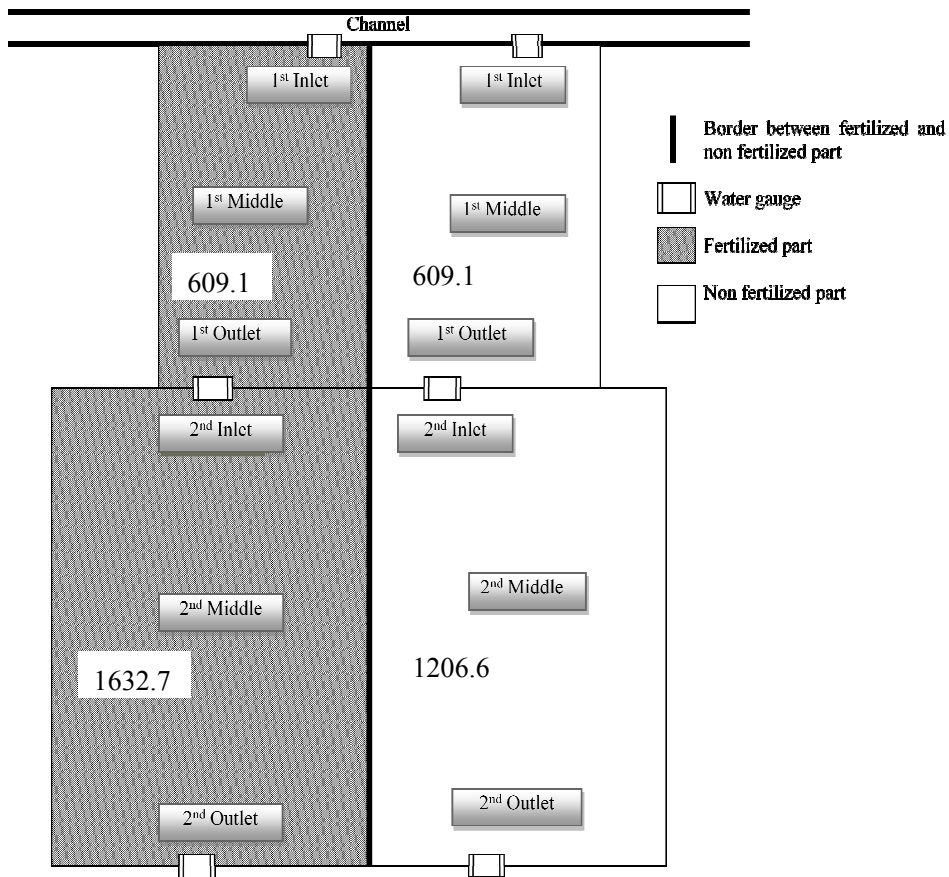 Channel
1st Inlet
1st Inlet
1st Middle
1st Middle
609.1
609.1
1st Outlet
1st Outlet
2nd Inlet
2nd Inlet
2nd Middle
2nd Middle
1632.7
1206.6
2nd Outlet
2nd Outlet
Border between fertilized and
non fertilized part
Water gauge
Fertilized part
Non fertilized part